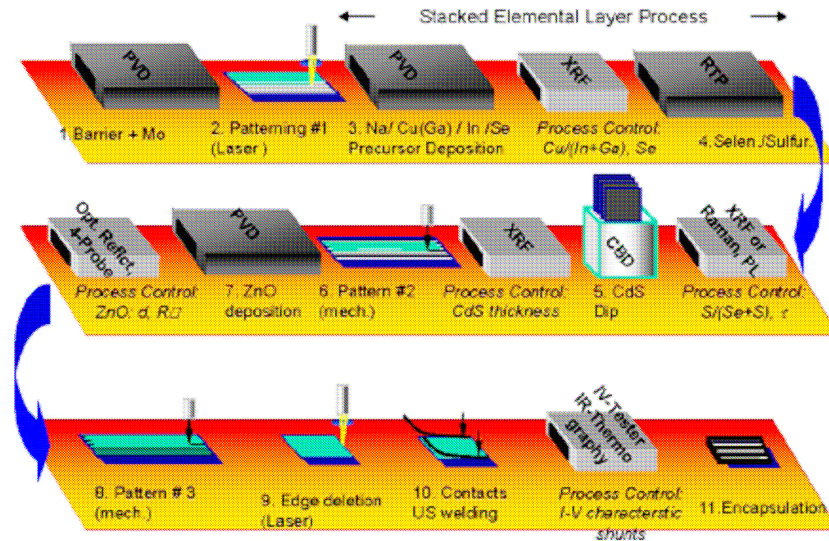 Stacked Elemental Layer Process
PVD
PVD
XRF
RTP
1.Barrier + Mo
2. Patterning #1
(Laser )
3. Na/ Cu(Ga) / In /Se
Precursor Deposition
Process Control:
Cu/(In+Ga), Se
4.Selen./Sulfur.
Opt. Reflct,
4-Probe
PVD
XRF
CBD
XRF or
Raman, PL
Process Control:
ZnO: d, R□
7. ZnO
deposition
6. Pattern #2
(mech.)
Process Control:
CdS thickness
5. CdS
Dip
Process Control:
S/(Se+S), τ
IV-Tester
IR-Thermo
graphy
8. Pattern # 3
(mech.)
9. Edge deletion
(Laser)
10. Contacts
US welding
Process Control:
I-V characterstic
shunts
11.Encapsulation